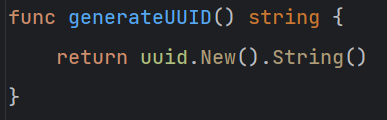 func generateUUID() string {
    return uuid.New().String()
}